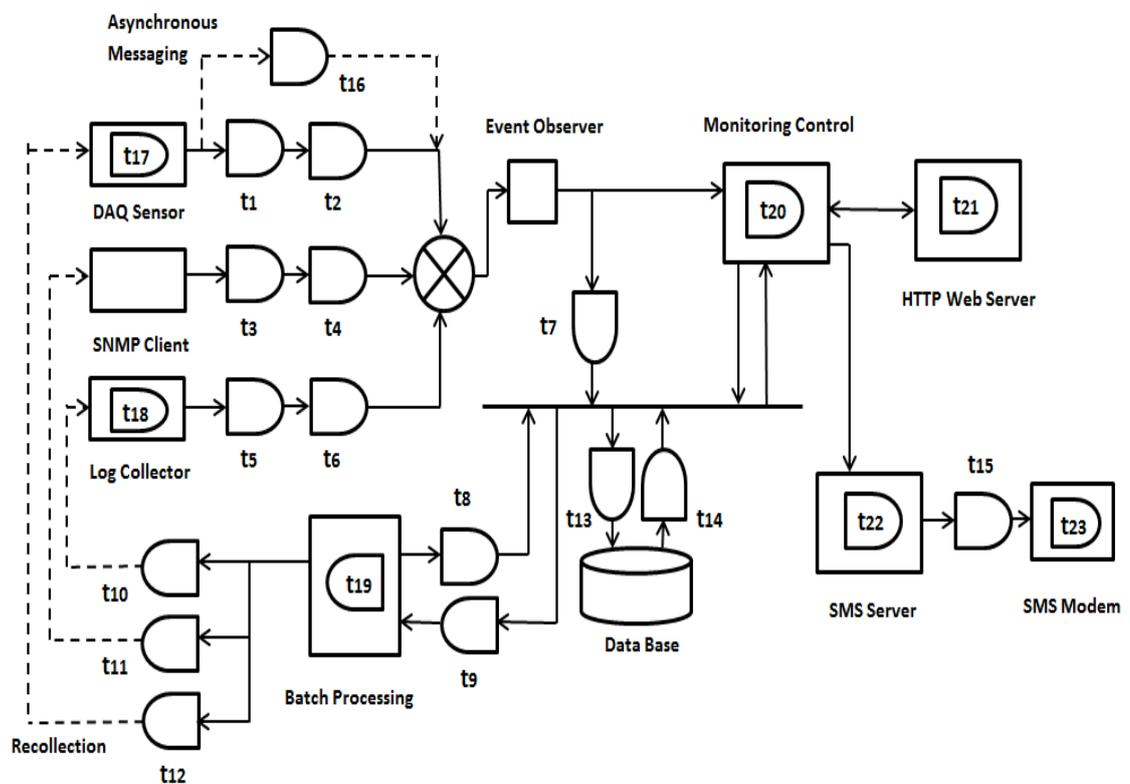 Asynchronous
Messaging
t16
Event Observer
Monitoring Control
t17
t1
t2
DAQ Sensor
t20
t21
HTTP Web Server
t3
t4
SNMP Client
t7
t18
t5
t6
Log Collector
t8
t13
t14
t15
t22
t23
SMS Server
SMS Modem
t10
t19
t11
t9
Data Base
Batch Processing
Recollection
t12